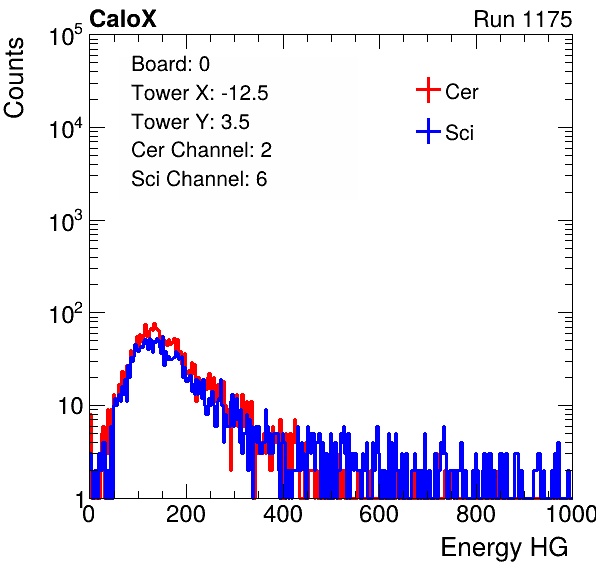 CaloX Run 1175
Counts
10^5
10^4
10^3
10^2
10
1
Board: 0
Tower X: -12.5
Tower Y: 3.5
Cer Channel: 2
Sci Channel: 6
Cer
Sci
0 200 400 600 800 1000
Energy HG